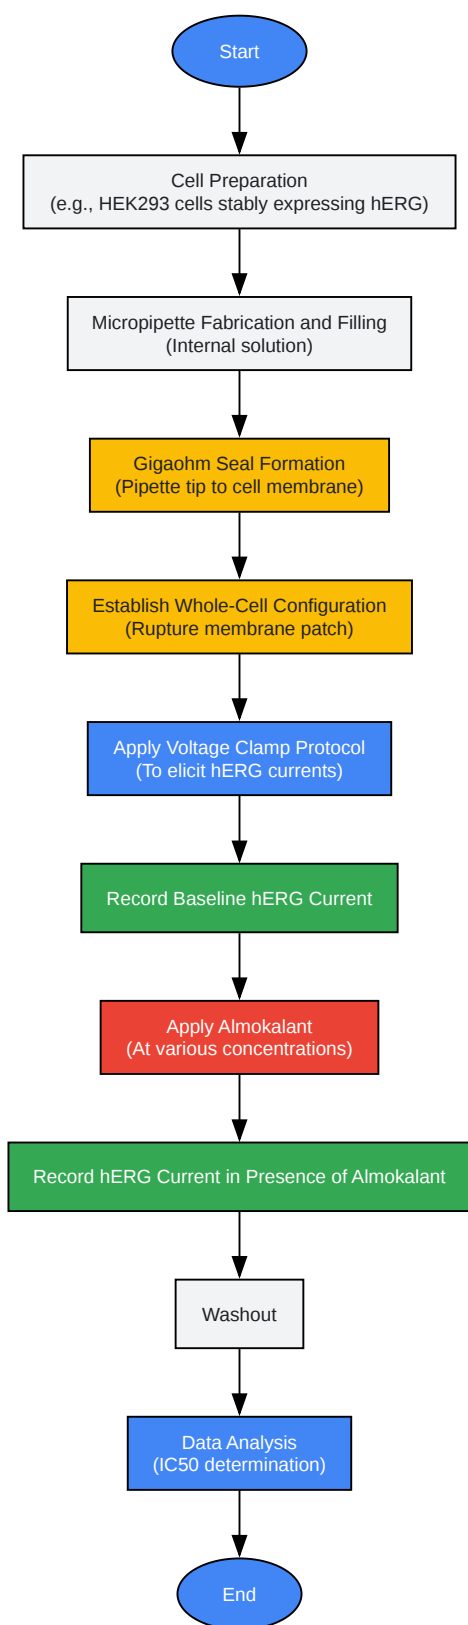 Start
Cell Preparation
(e.g., HEK293 cells stably expressing hERG)
Micropipette Fabrication and Filling
(Internal solution)
Gigaohm Seal Formation
(Pipette tip to cell membrane)
Establish Whole-Cell Configuration
(Rupture membrane patch)
Apply Voltage Clamp Protocol
(To elicit hERG currents)
Record Baseline hERG Current
Apply Almokalant
(At various concentrations)
Record hERG Current in Presence of Almokalant
Washout
Data Analysis
(IC50 determination)
End